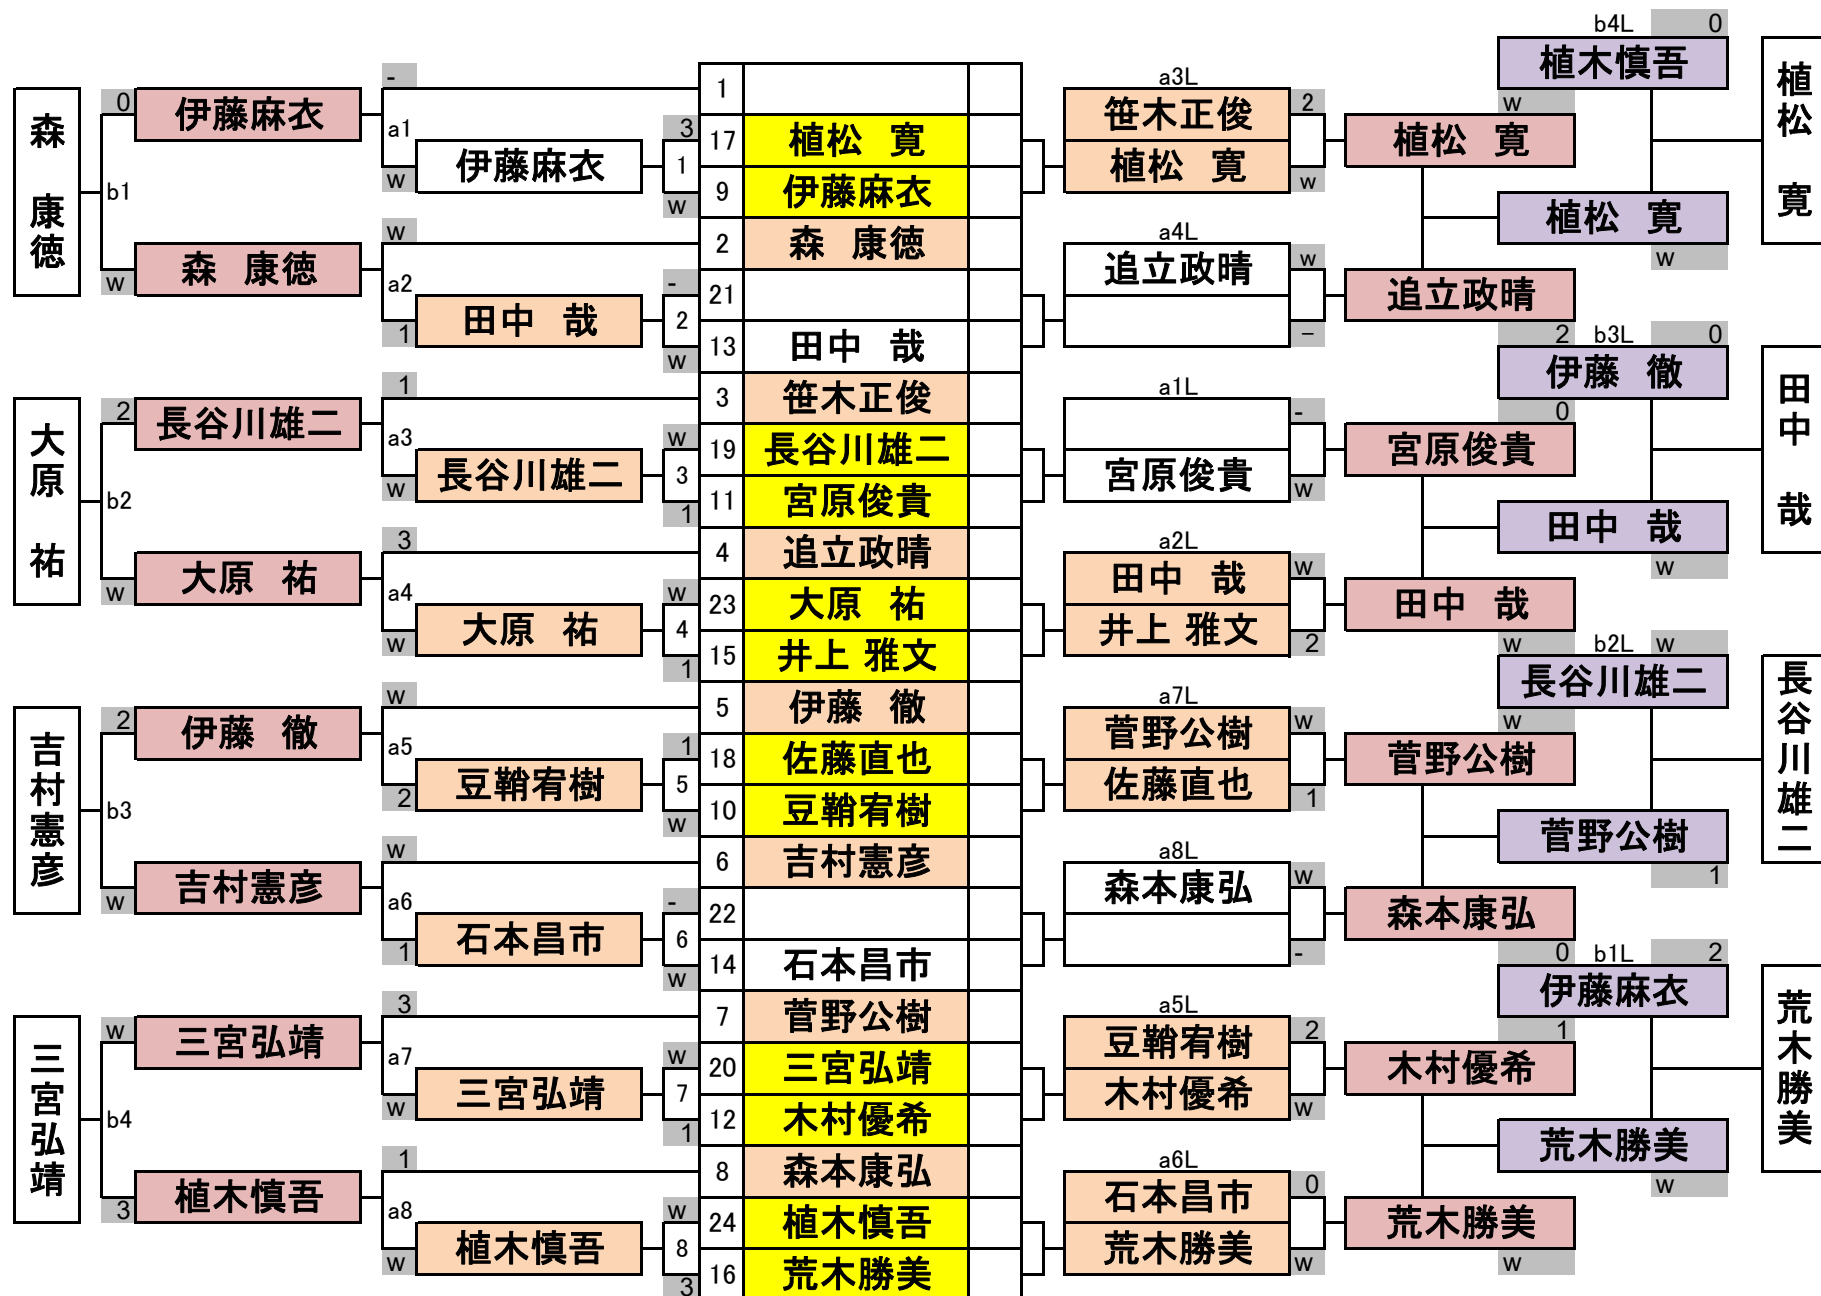 b4L 0
植木慎吾
植松 寛
- 1 a3L
0 伊藤麻衣 笹木正俊 2 w
森 康徳 a1 3 17 植松 寛 植松 寛
伊藤麻衣 1 植松 寛 w
w 9 伊藤麻衣
b1 w
w 2 森 康徳 a4L 植松 寛
森 康徳 追立政晴 w w
w a2 - 21 追立政晴
田中 哉 2
1 13 田中 哉 - 2 b3L 0
w 伊藤 徹
田中 哉
1 3 笹木正俊 a1L
2 長谷川雄二 - 0
大原 祐 a3 w 19 長谷川雄二 宮原俊貴
長谷川雄二 3 宮原俊貴 w
w 11 宮原俊貴
b2 1 田中 哉
3 4 追立政晴 a2L
大原 祐 田中 哉 w w
w a4 w 23 大原 祐 田中 哉
大原 祐 4 井上 雅文 2
w 15 井上 雅文 w b2L w
1 長谷川雄二
長谷川雄二
w 5 伊藤 徹 a7L
2 伊藤 徹 菅野公樹 w w
吉村憲彦 a5 1 18 佐藤直也 菅野公樹
豆鞘宥樹 5 佐藤直也 1
2 10 豆鞘宥樹
b3 w 菅野公樹
w 6 吉村憲彦 a8L 1
吉村憲彦 森本康弘 w
w a6 - 22 森本康弘
石本昌市 6
1 14 石本昌市 - 0 b1L 2
w 伊藤麻衣
荒木勝美
3 7 菅野公樹 a5L
w 三宮弘靖 豆鞘宥樹 2 1
三宮弘靖 a7 w 20 三宮弘靖 木村優希
三宮弘靖 7 木村優希 w
w 12 木村優希
b4 1 荒木勝美
1 8 森本康弘 a6L w
植木慎吾 石本昌市 0
3 a8 w 24 植木慎吾 荒木勝美
植木慎吾 8 荒木勝美 w w
w 16 荒木勝美
3